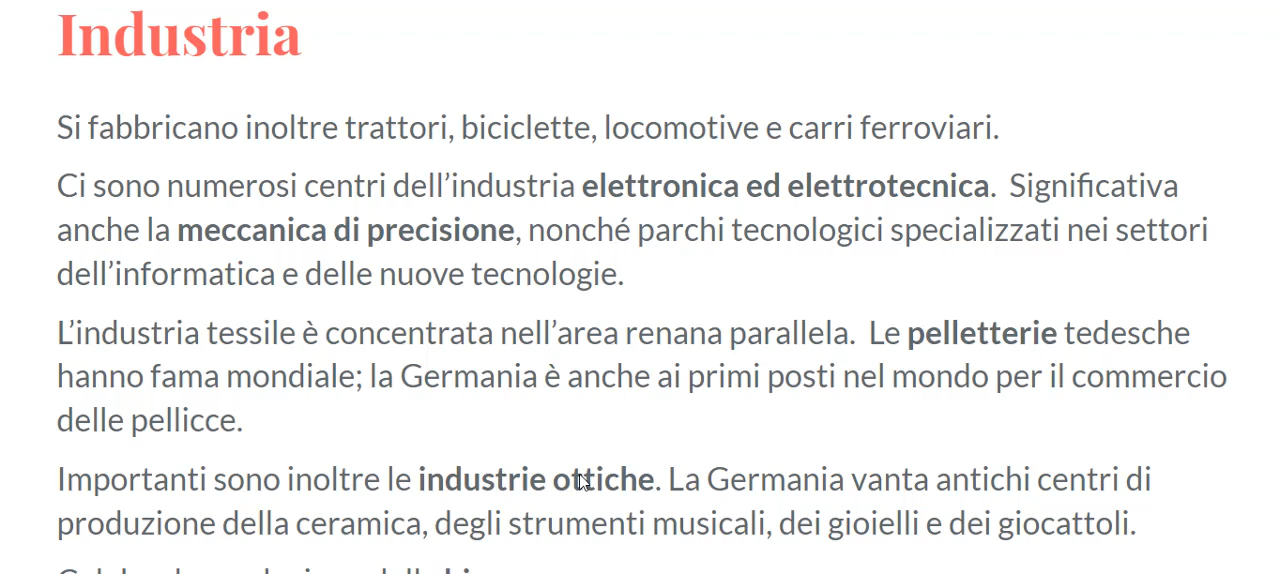 Industria
Si fabbricano inoltre trattori, biciclette, locomotive e carri ferroviari.
Ci sono numerosi centri dell’industria elettronica ed elettrotecnica.  Significativa
anche la meccanica di precisione, nonché parchi tecnologici specializzati nei settori
dell’informatica e delle nuove tecnologie.
L’industria tessile è concentrata nell’area renana parallela.  Le pelletterie tedesche
hanno fama mondiale; la Germania è anche ai primi posti nel mondo per il commercio
delle pellicce.
Importanti sono inoltre le industrie ottiche. La Germania vanta antichi centri di
produzione della ceramica, degli strumenti musicali, dei gioielli e dei giocattoli.